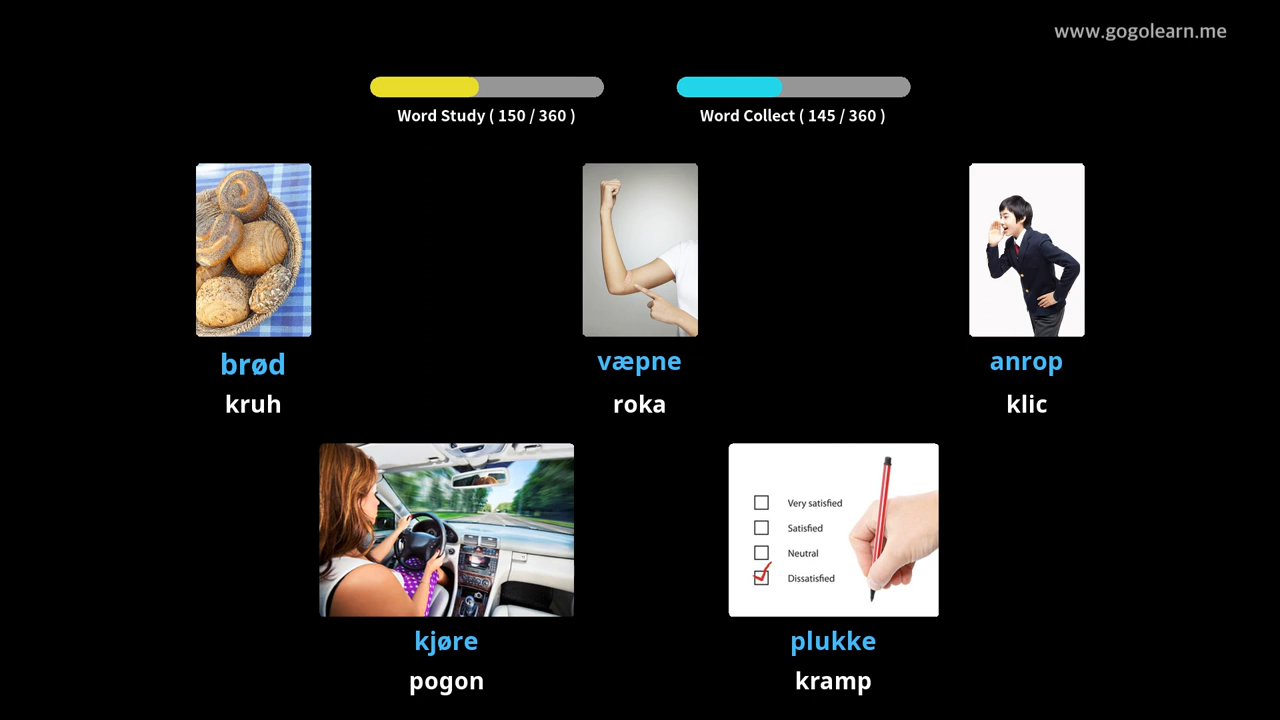 www.gogolearn.me
Word Study ( 150 / 360 )
Word Collect ( 145 / 360 )
brød
væpne
anrop
kruh
roka
klic
Very satisfied
Satisfied
Neutral
Dissatisfied
kjøre
plukke
pogon
kramp